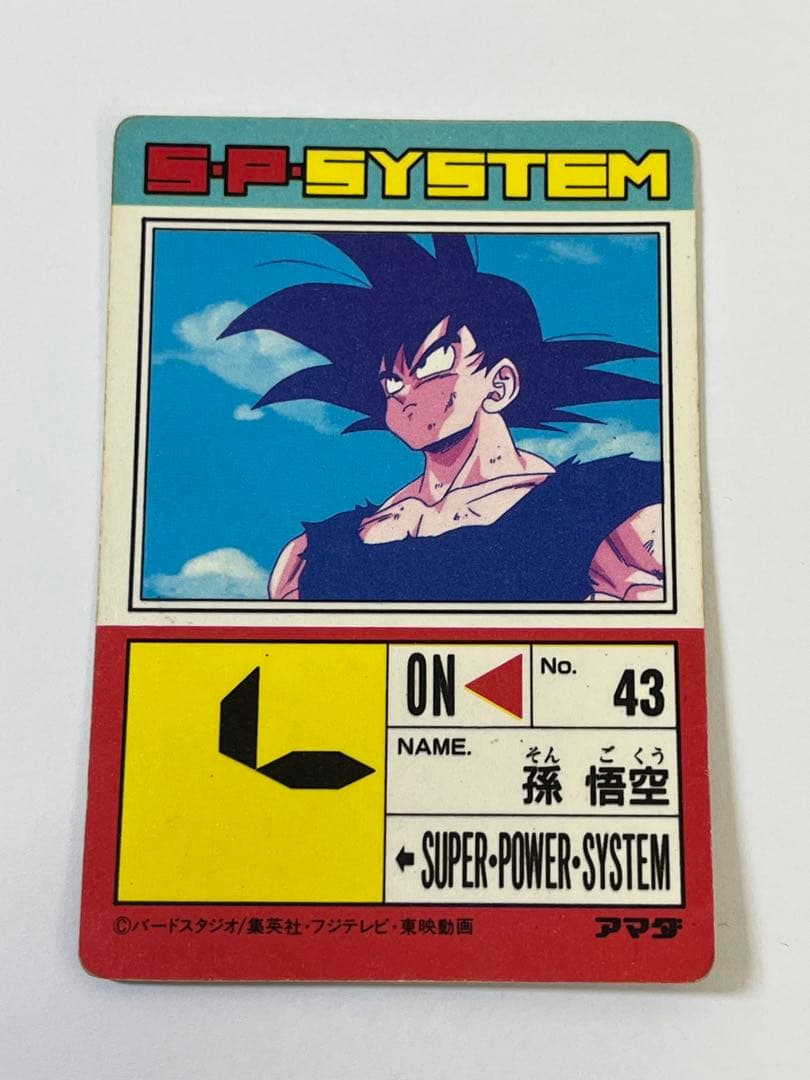 S・P・SYSTEM
ON
No. 43
NAME.
そん ご くう
孫 悟空
SUPER・POWER・SYSTEM
©バードスタジオ/集英社・フジテレビ・東映動画
アマダ